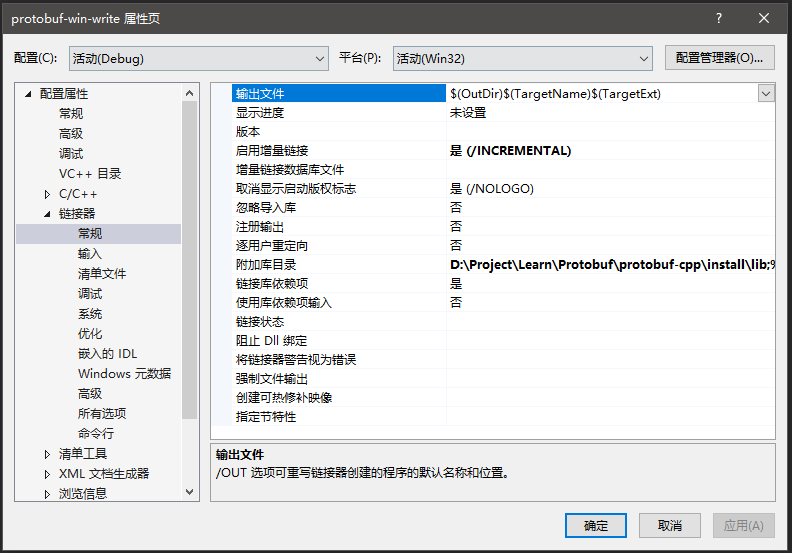 protobuf-win-write 属性页
配置(C): 活动(Debug) 平台(P): 活动(Win32) 配置管理器(O)...
配置属性
常规
高级
调试
VC++ 目录
C/C++
链接器
常规
输入
清单文件
调试
系统
优化
嵌入的 IDL
Windows 元数据
高级
所有选项
命令行
清单工具
XML 文档生成器
浏览信息
输出文件 $(OutDir)$(TargetName)$(TargetExt)
显示进度 未设置
版本
启用增量链接 是 (/INCREMENTAL)
增量链接数据库文件
取消显示启动版权标志 是 (/NOLOGO)
忽略导入库 否
注册输出 否
逐用户重定向 否
附加库目录 D:\Project\Learn\Protobuf\protobuf-cpp\install\lib;%
链接库依赖项 是
使用库依赖项输入 否
链接状态
阻止 Dll 绑定
将链接器警告视为错误
强制文件输出
创建可热修补映像
指定节特性
输出文件
/OUT 选项可重写链接器创建的程序的默认名称和位置。
确定 取消 应用(A)